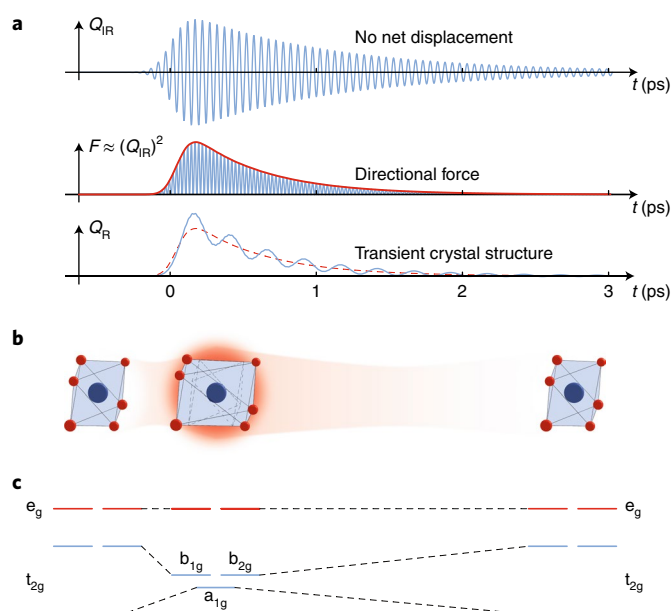 a
Q_IR
No net displacement
t (ps)
F ≈ (Q_IR)²
Directional force
t (ps)
Q_R
Transient crystal structure
t (ps)
0 1 2 3
b
c
e_g e_g
b_1g b_2g
t_2g t_2g
a_1g